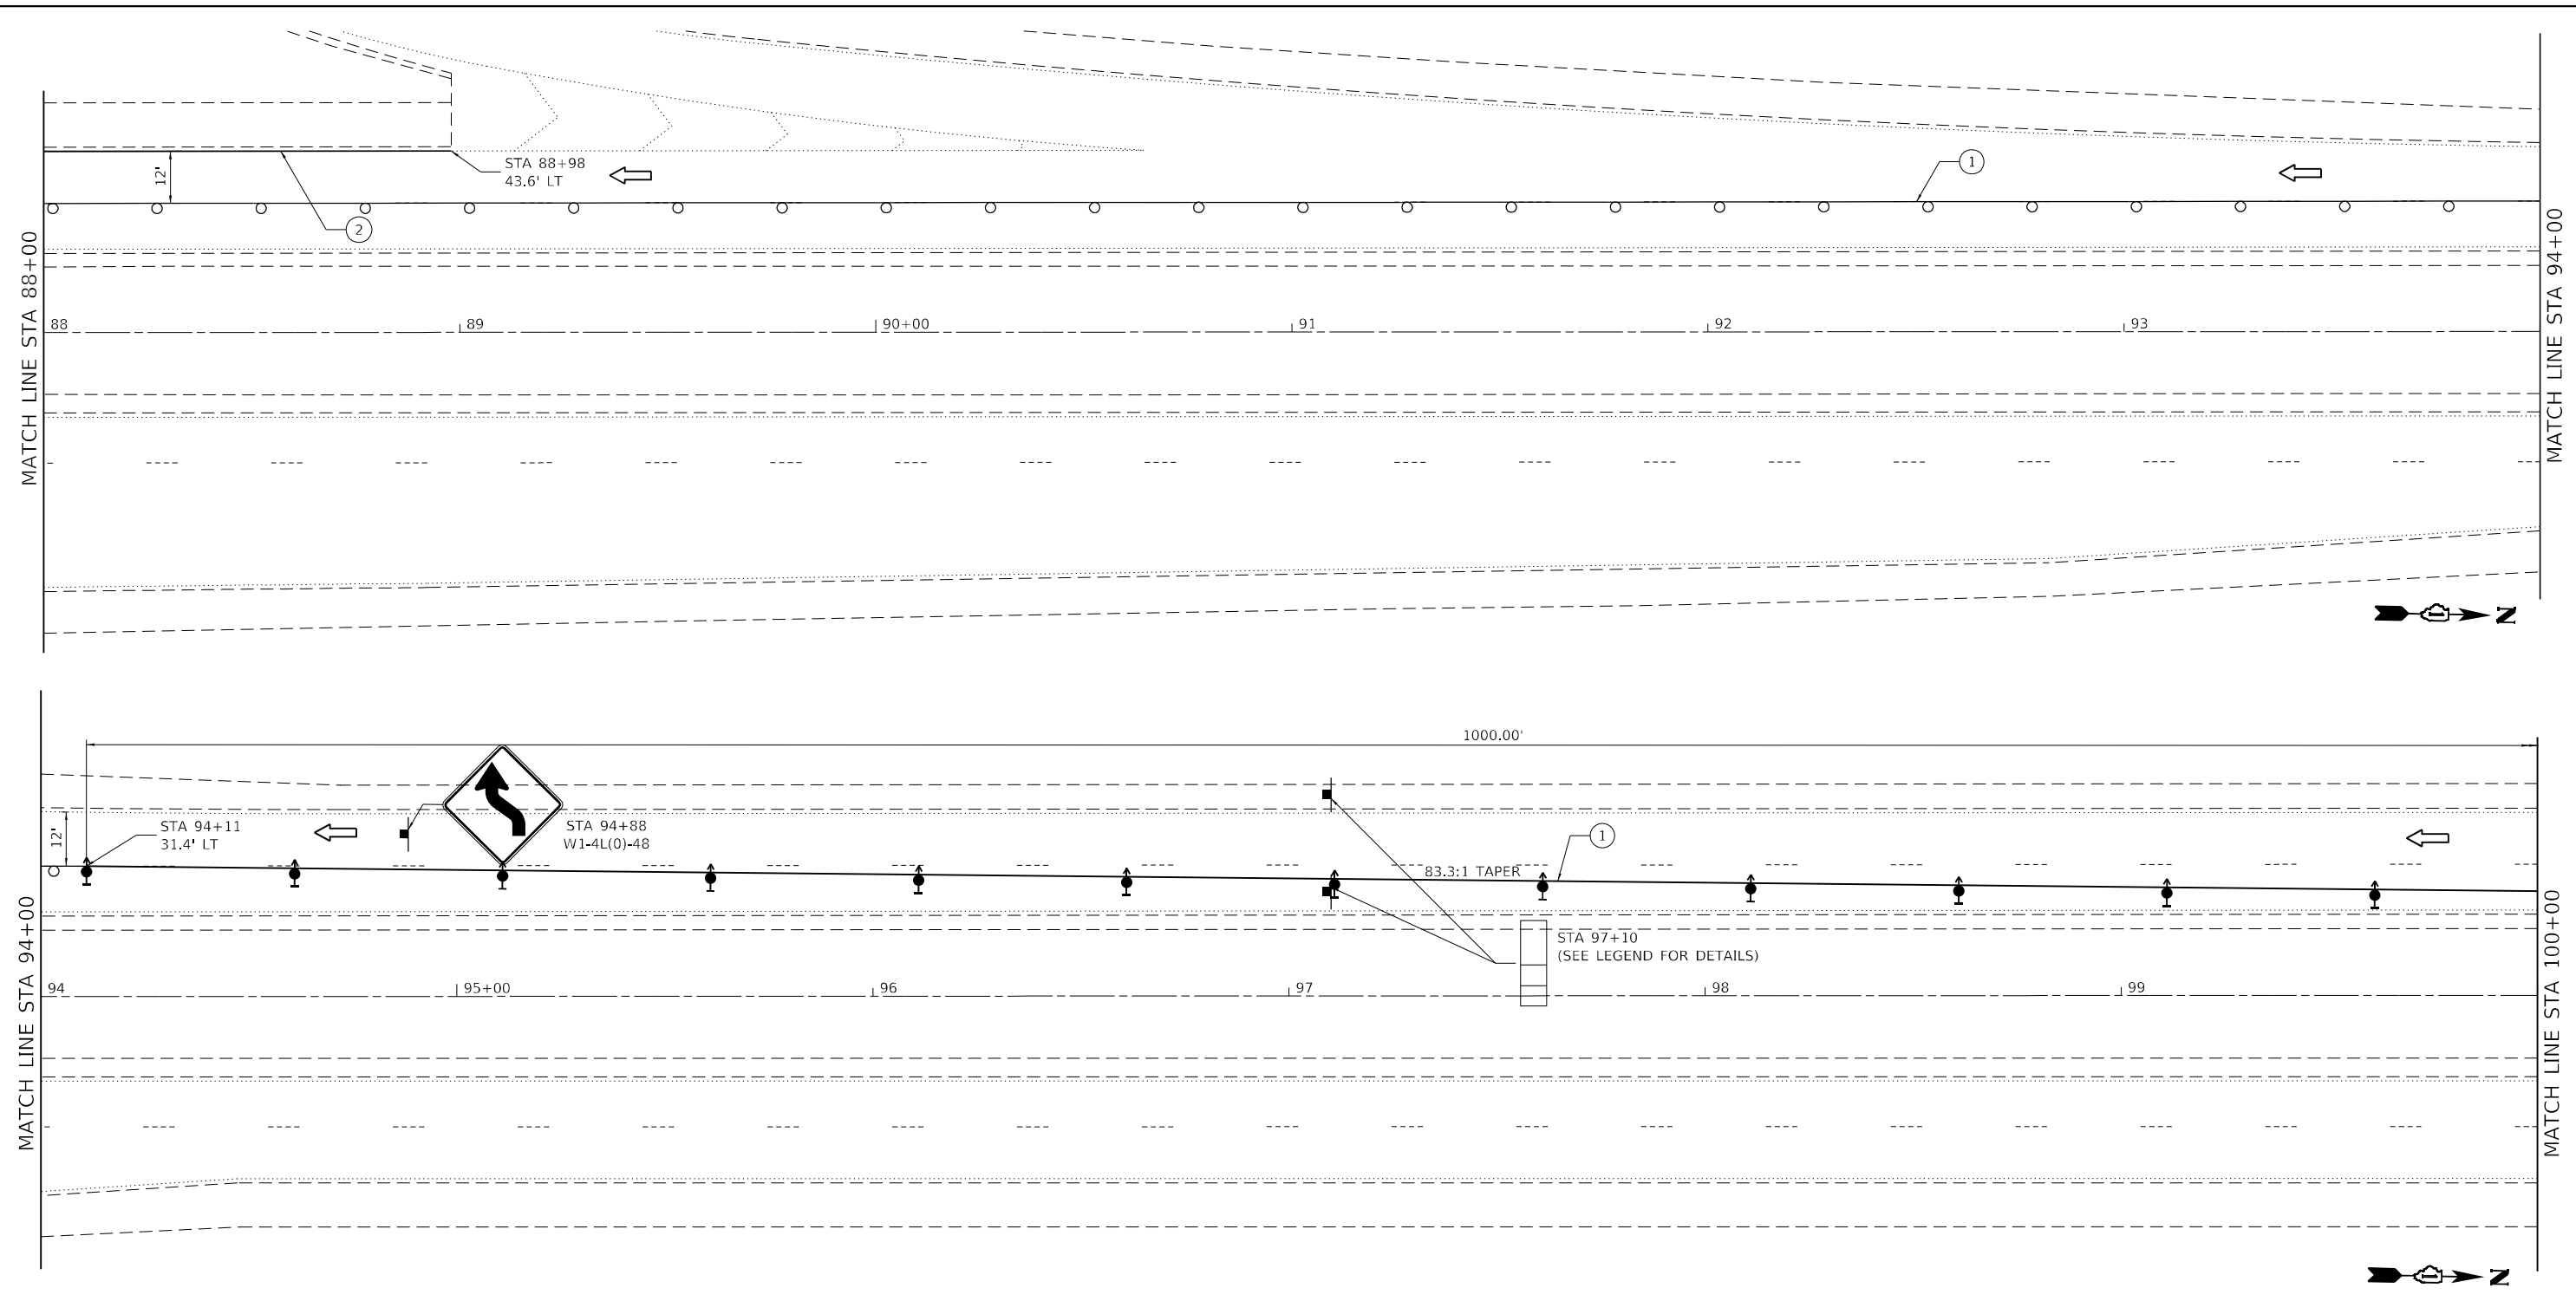 STA 88+98
43.6' LT
12'
1
2
MATCH LINE STA 88+00
88
89
90+00
91
92
93
MATCH LINE STA 94+00
N
1000.00'
12'
STA 94+11
31.4' LT
STA 94+88
W1-4L(0)-48
1
83.3:1 TAPER
STA 97+10
(SEE LEGEND FOR DETAILS)
MATCH LINE STA 94+00
94
95+00
96
97
98
99
MATCH LINE STA 100+00
N